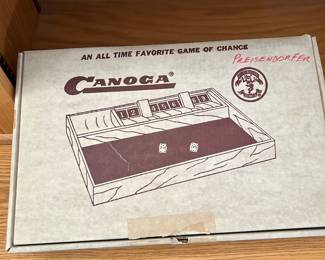 AN ALL TIME FAVORITE GAME OF CHANCE
PREISENDORFER
CANOGA®